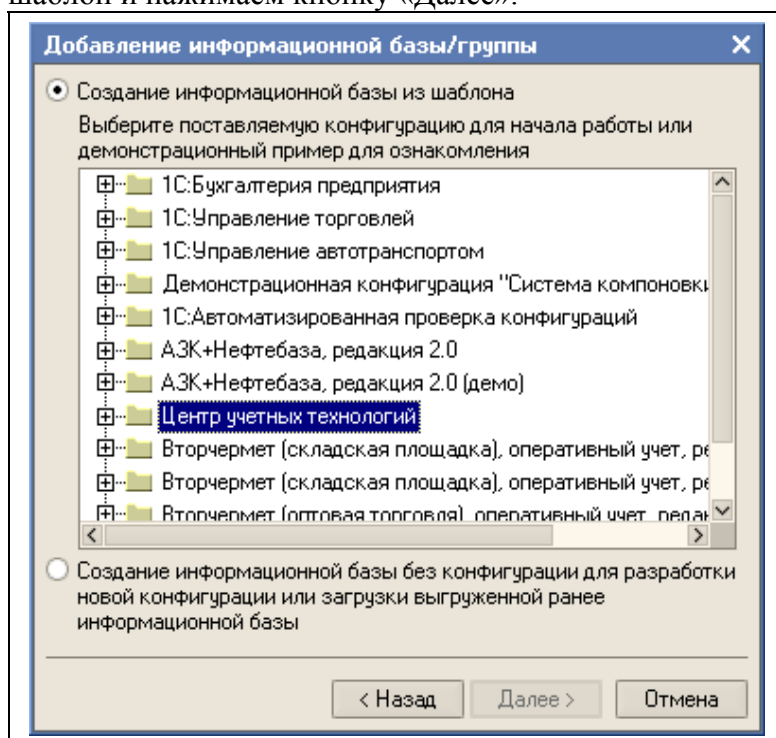 шаблон и нажимаем кнопку «Далее».
Добавление информационной базы/группы
Создание информационной базы из шаблона
Выберите поставляемую конфигурацию для начала работы или
демонстрационный пример для ознакомления
1С:Бухгалтерия предприятия
1С:Управление торговлей
1С:Управление автотранспортом
Демонстрационная конфигурация "Система компоновки
1С:Автоматизированная проверка конфигураций
АЗК+Нефтебаза, редакция 2.0
АЗК+Нефтебаза, редакция 2.0 (демо)
Центр учетных технологий
Вторчермет (складская площадка), оперативный учет, ре
Вторчермет (складская площадка), оперативный учет, ре
Вторчермет (оптовая торговля), оперативный учет, редак
Создание информационной базы без конфигурации для разработки
новой конфигурации или загрузки выгруженной ранее
информационной базы
< Назад
Далее >
Отмена